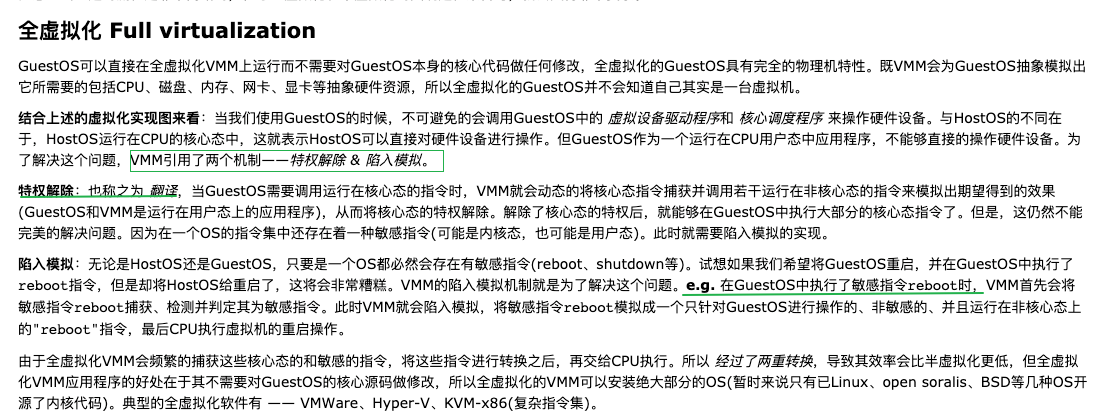 全虚拟化 Full virtualization
GuestOS可以直接在全虚拟化VMM上运行而不需要对GuestOS本身的核心代码做任何修改，全虚拟化的GuestOS具有完全的物理机特性。既VMM会为GuestOS抽象模拟出
它所需要的包括CPU、磁盘、内存、网卡、显卡等抽象硬件资源，所以全虚拟化的GuestOS并不会知道自己其实是一台虚拟机。
结合上述的虚拟化实现图来看：当我们使用GuestOS的时候，不可避免的会调用GuestOS中的 虚拟设备驱动程序和 核心调度程序 来操作硬件设备。与HostOS的不同在
于，HostOS运行在CPU的核心态中，这就表示HostOS可以直接对硬件设备进行操作。但GuestOS作为一个运行在CPU用户态中应用程序，不能够直接的操作硬件设备。为
了解决这个问题，VMM引用了两个机制——特权解除 & 陷入模拟。
特权解除：也称之为 翻译，当GuestOS需要调用运行在核心态的指令时，VMM就会动态的将核心态指令捕获并调用若干运行在非核心态的指令来模拟出期望得到的效果
(GuestOS和VMM是运行在用户态上的应用程序)，从而将核心态的特权解除。解除了核心态的特权后，就能够在GuestOS中执行大部分的核心态指令了。但是，这仍然不能
完美的解决问题。因为在一个OS的指令集中还存在着一种敏感指令(可能是内核态，也可能是用户态)。此时就需要陷入模拟的实现。
陷入模拟：无论是HostOS还是GuestOS，只要是一个OS都必然会存在有敏感指令(reboot、shutdown等)。试想如果我们希望将GuestOS重启，并在GuestOS中执行了
reboot指令，但是却将HostOS给重启了，这将会非常糟糕。VMM的陷入模拟机制就是为了解决这个问题。e.g. 在GuestOS中执行了敏感指令reboot时，VMM首先会将
敏感指令reboot捕获、检测并判定其为敏感指令。此时VMM就会陷入模拟，将敏感指令reboot模拟成一个只针对GuestOS进行操作的、非敏感的、并且运行在非核心态上
的"reboot"指令，最后CPU执行虚拟机的重启操作。
由于全虚拟化VMM会频繁的捕获这些核心态的和敏感的指令，将这些指令进行转换之后，再交给CPU执行。所以 经过了两重转换，导致其效率会比半虚拟化更低，但全虚拟
化VMM应用程序的好处在于其不需要对GuestOS的核心源码做修改，所以全虚拟化的VMM可以安装绝大部分的OS(暂时来说只有已Linux、open soralis、BSD等几种OS开
源了内核代码)。典型的全虚拟化软件有 —— VMWare、Hyper-V、KVM-x86(复杂指令集)。